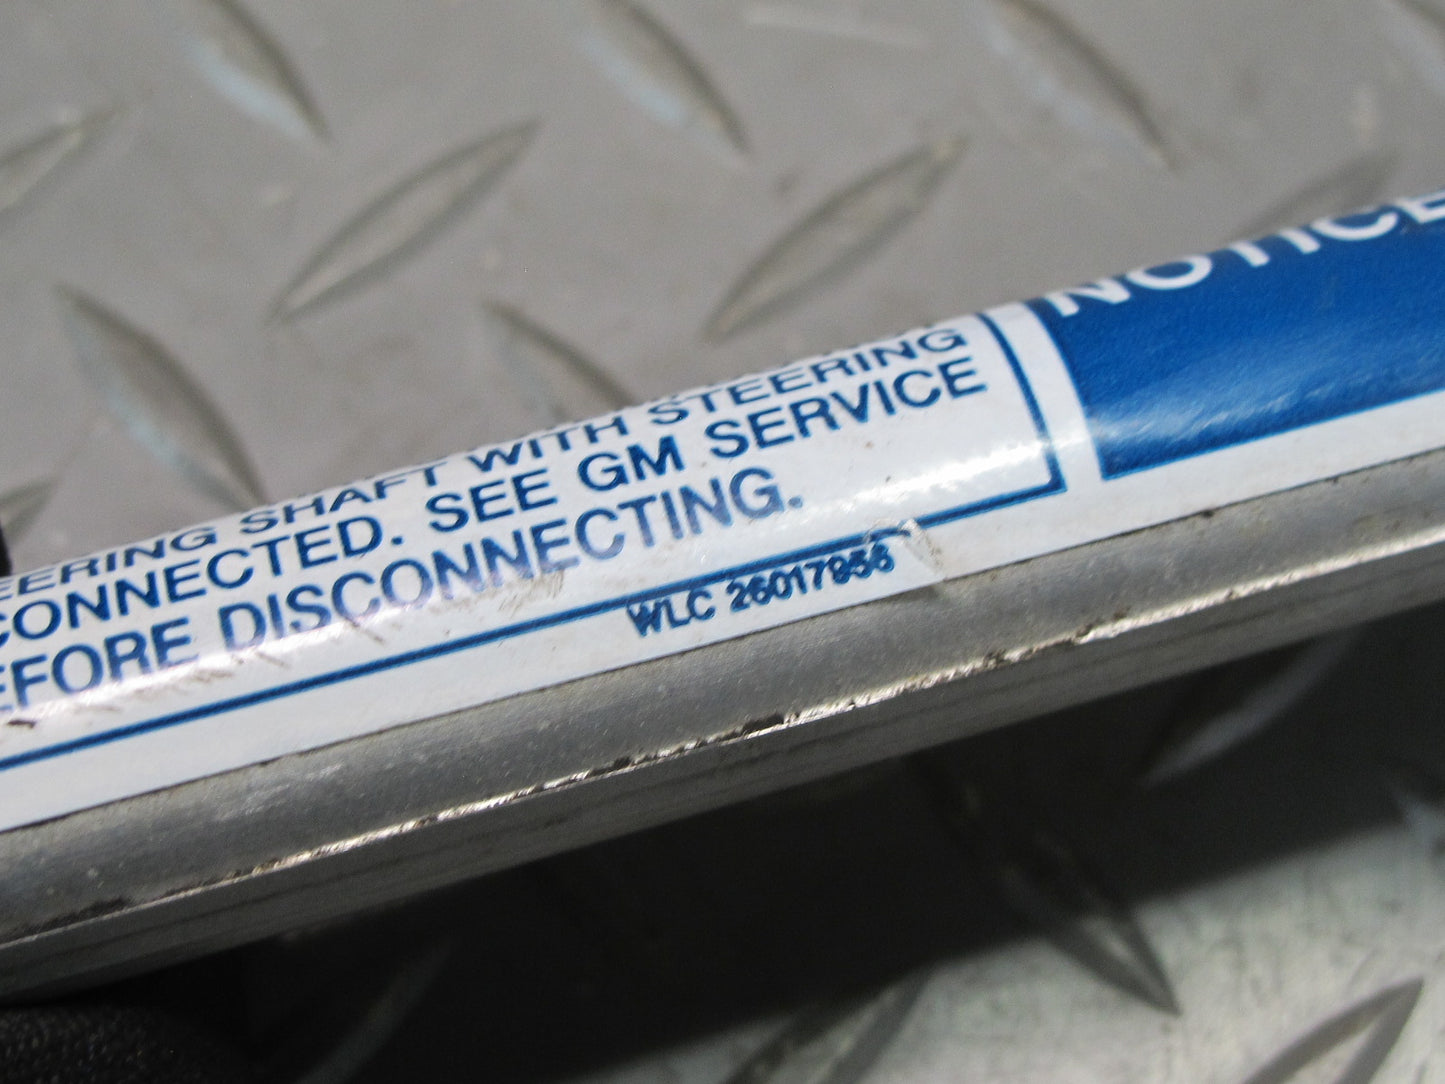 NOTICE
EERING SHAFT WITH STEERING
CONNECTED. SEE GM SERVICE
EFORE DISCONNECTING.
WLC 26017956